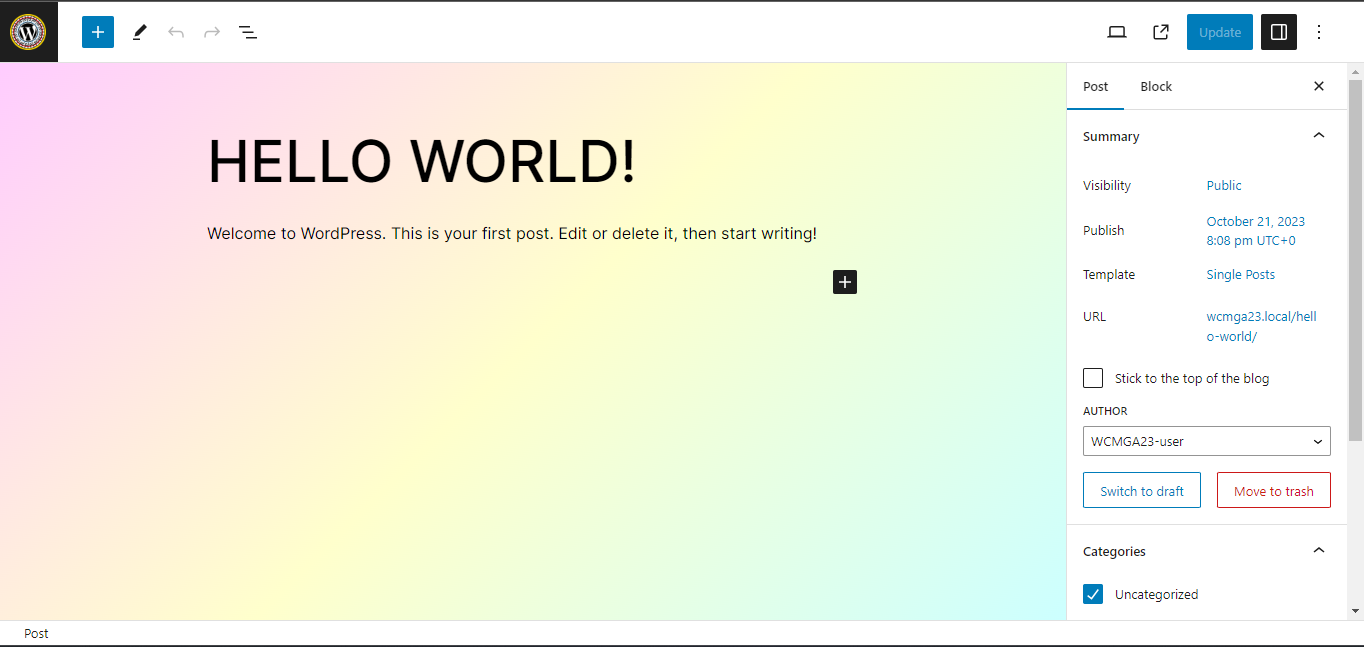 Update
Post
Block
HELLO WORLD!
Welcome to WordPress. This is your first post. Edit or delete it, then start writing!
Summary
Visibility
Public
Publish
October 21, 2023
8:08 pm UTC+0
Template
Single Posts
URL
wcmga23.local/hell
o-world/
Stick to the top of the blog
AUTHOR
WCMGA23-user
Switch to draft
Move to trash
Categories
Uncategorized
Post